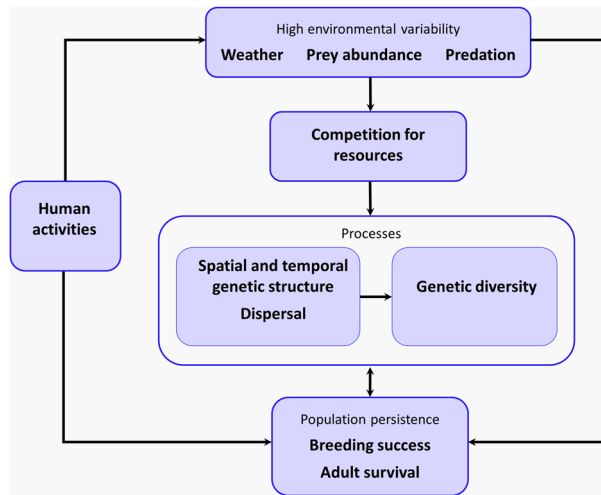 High environmental variability
Weather Prey abundance Predation
Competition for
resources
Human
activities
Processes
Spatial and temporal
genetic structure
Dispersal
Genetic diversity
Population persistence
Breeding success
Adult survival